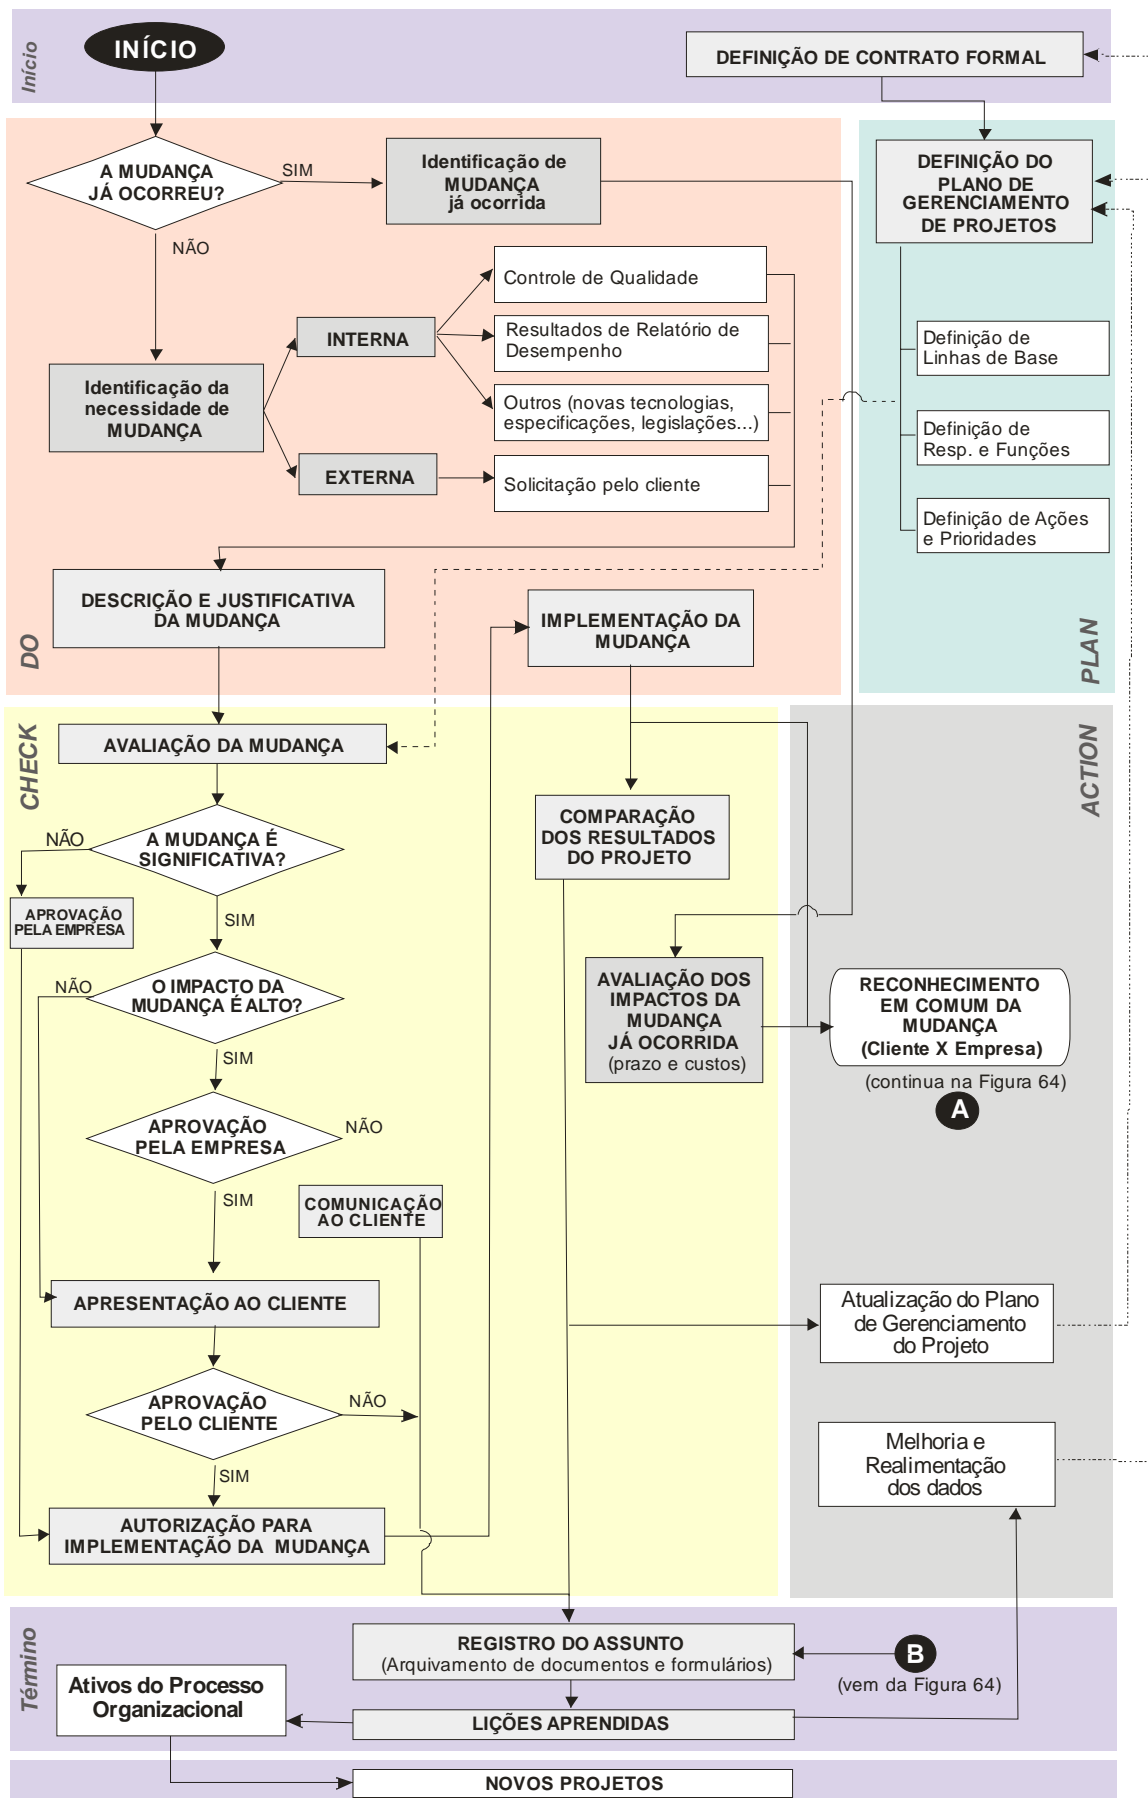 Início
INÍCIO
DEFINIÇÃO DE CONTRATO FORMAL
A MUDANÇA
JÁ OCORREU?
SIM
NÃO
Identificação de
MUDANÇA
já ocorrida
DEFINIÇÃO DO
PLANO DE
GERENCIAMENTO
DE PROJETOS
Identificação da
necessidade de
MUDANÇA
INTERNA
EXTERNA
Controle de Qualidade
Resultados de Relatório de
Desempenho
Outros (novas tecnologias,
especificações, legislações...)
Solicitação pelo cliente
Definição de
Linhas de Base
Definição de
Resp. e Funções
Definição de Ações
e Prioridades
DESCRIÇÃO E JUSTIFICATIVA
DA MUDANÇA
IMPLEMENTAÇÃO DA
MUDANÇA
DO
PLAN
CHECK
ACTION
AVALIAÇÃO DA MUDANÇA
A MUDANÇA É
SIGNIFICATIVA?
NÃO
SIM
APROVAÇÃO
PELA EMPRESA
O IMPACTO DA
MUDANÇA É ALTO?
NÃO
SIM
APROVAÇÃO
PELA EMPRESA
NÃO
SIM
COMUNICAÇÃO
AO CLIENTE
APRESENTAÇÃO AO CLIENTE
APROVAÇÃO
PELO CLIENTE
NÃO
SIM
AUTORIZAÇÃO PARA
IMPLEMENTAÇÃO DA MUDANÇA
COMPARAÇÃO
DOS RESULTADOS
DO PROJETO
AVALIAÇÃO DOS
IMPACTOS DA
MUDANÇA
JÁ OCORRIDA
(prazo e custos)
RECONHECIMENTO
EM COMUM DA
MUDANÇA
(Cliente X Empresa)
(continua na Figura 64)
A
Atualização do Plano
de Gerenciamento
do Projeto
Melhoria e
Realimentação
dos dados
Término
REGISTRO DO ASSUNTO
(Arquivamento de documentos e formulários)
B
(vem da Figura 64)
Ativos do Processo
Organizacional
LIÇÕES APRENDIDAS
NOVOS PROJETOS